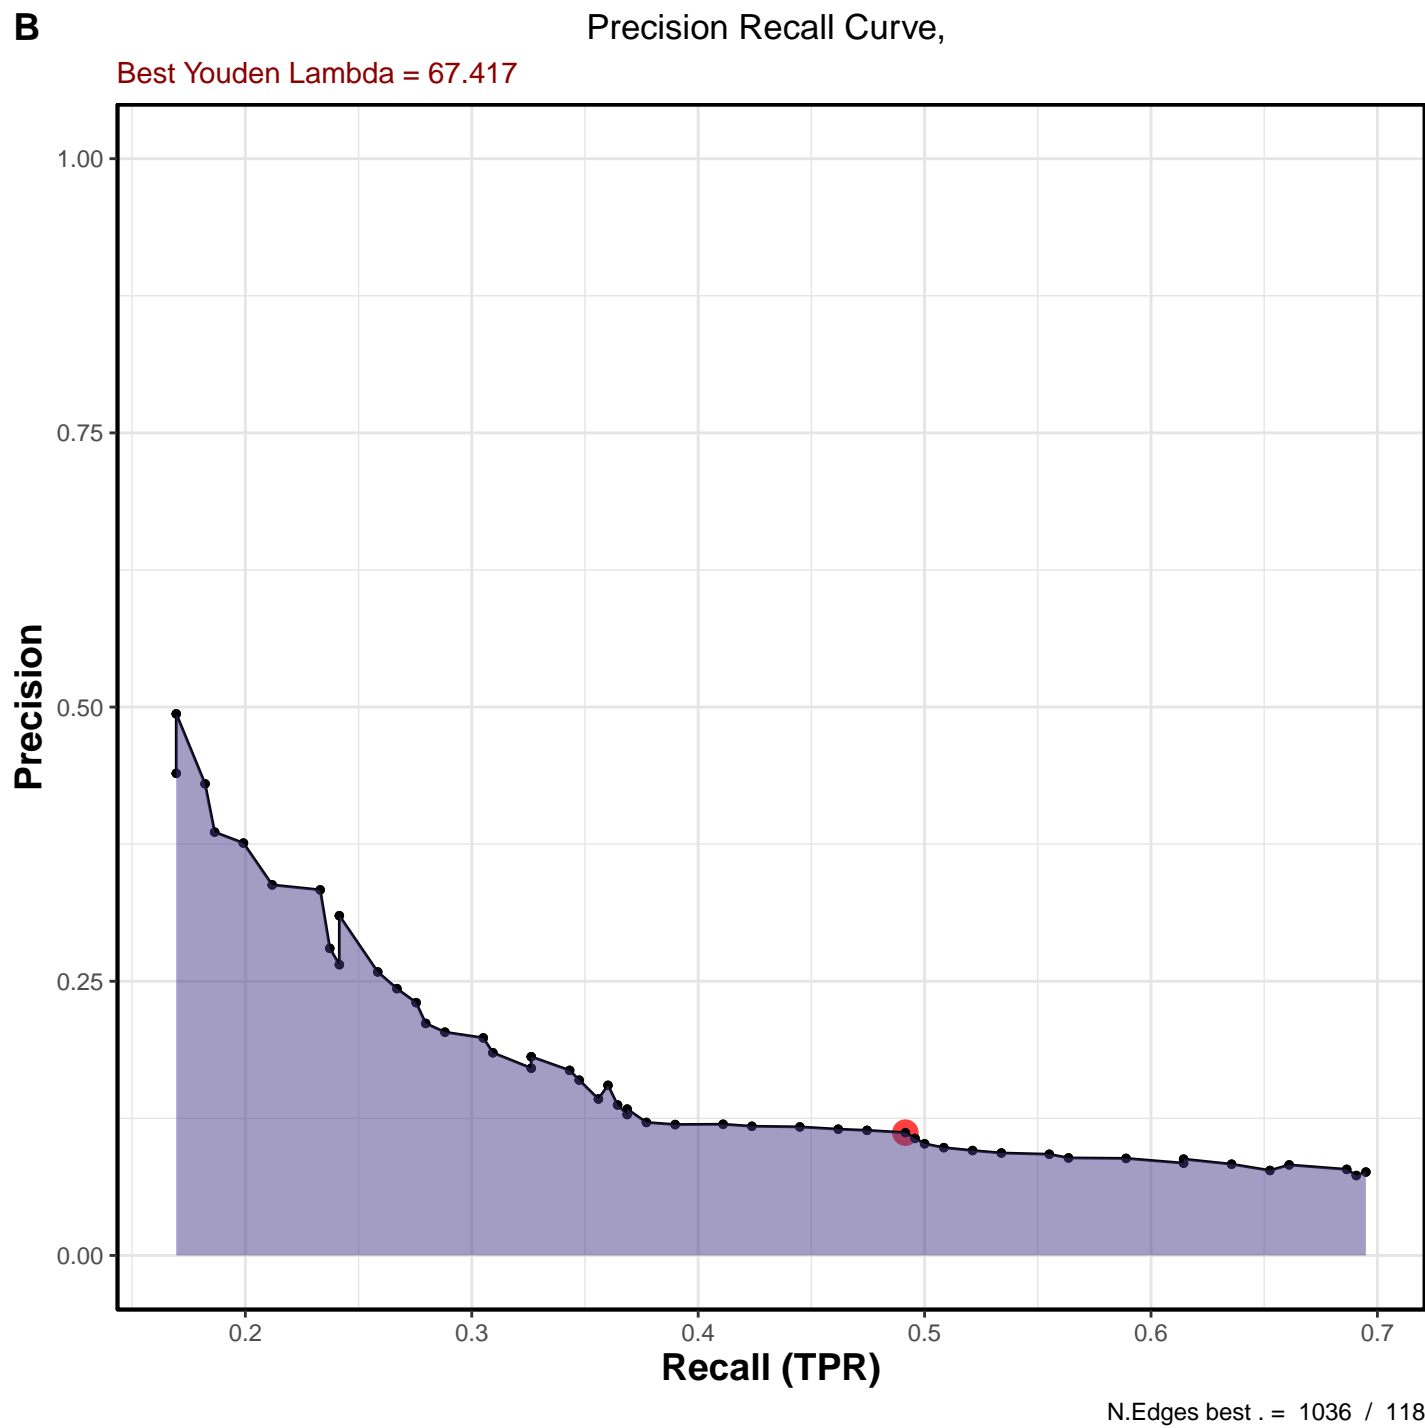 B
Precision Recall Curve,
Best Youden Lambda = 67.417
1.00
0.75
0.50
0.25
0.00
Precision
0.2 0.3 0.4 0.5 0.6 0.7
Recall (TPR)
N.Edges best . = 1036 / 118